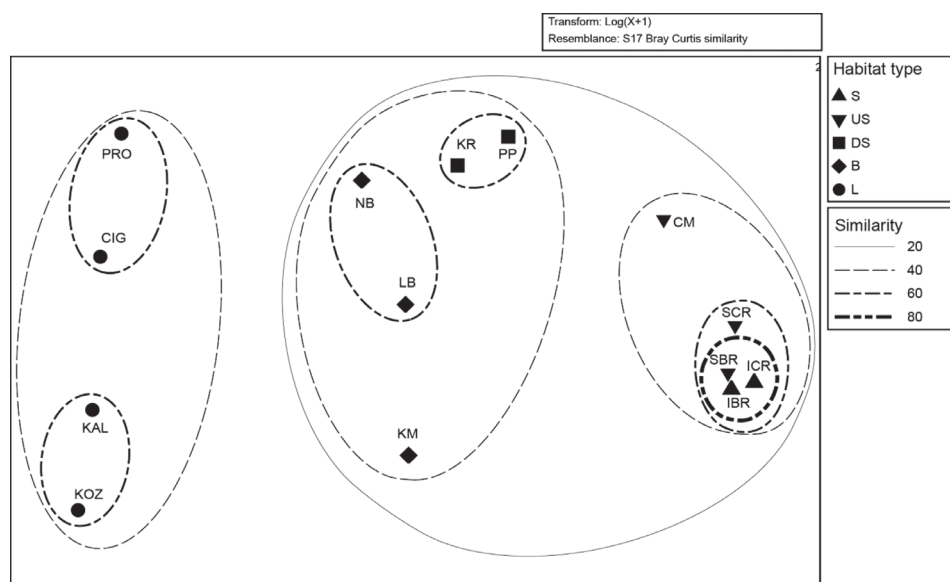 Transform: Log(X+1)
Resemblance: S17 Bray Curtis similarity
2
Habitat type
S
US
DS
B
L
Similarity
20
40
60
80
PRO
CIG
KAL
KOZ
KR
PP
NB
LB
KM
CM
SCR
SBR
ICR
IBR